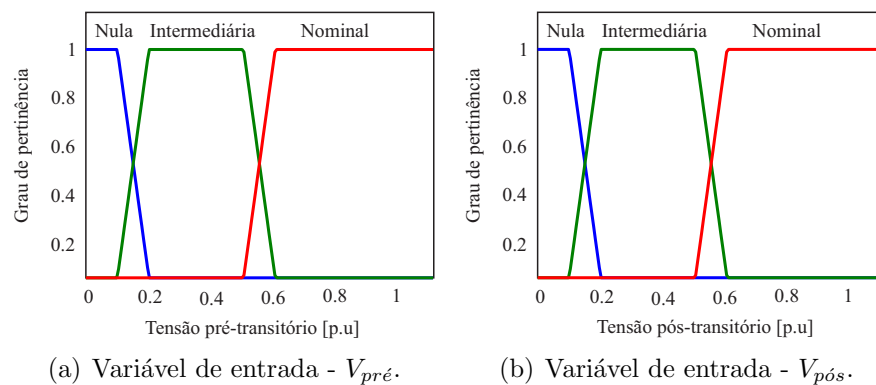 Nula Intermediária Nominal
1
0.8
0.6
0.4
0.2
Grau de pertinência
0 0.2 0.4 0.6 0.8 1
Tensão pré-transitório [p.u]
(a) Variável de entrada - Vpré.
Nula Intermediária Nominal
1
0.8
0.6
0.4
0.2
Grau de pertinência
0 0.2 0.4 0.6 0.8 1
Tensão pós-transitório [p.u]
(b) Variável de entrada - Vpós.